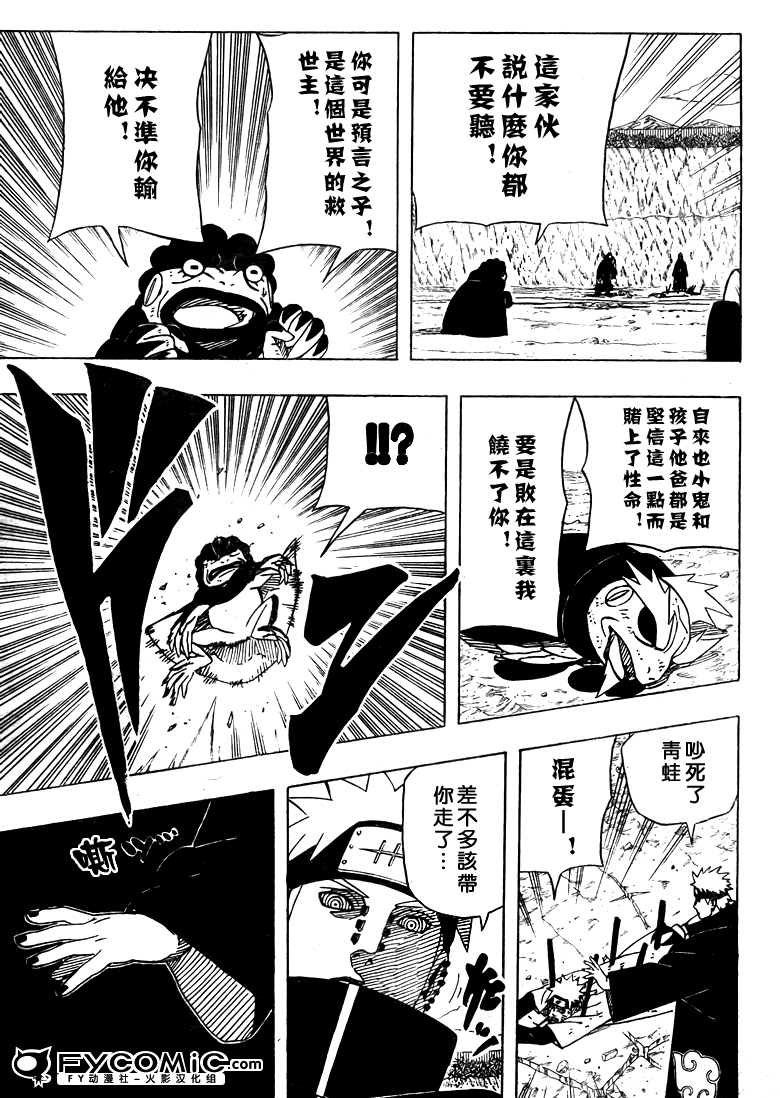 這家伙
說什麼你都
不要聽！
你可是預言之子！
是這個世界的救
世主！
決不準你輸
給他！
自來也小鬼和
孩子他爸都是
堅信這一點而
賭上了性命！
要是敗在這裏我
饒不了你！
!!?
ドン
吵死了
青蛙
混蛋—！
差不多該帶
你走了…
嘶
FYCOMIC.com
FY动漫社-火影汉化组